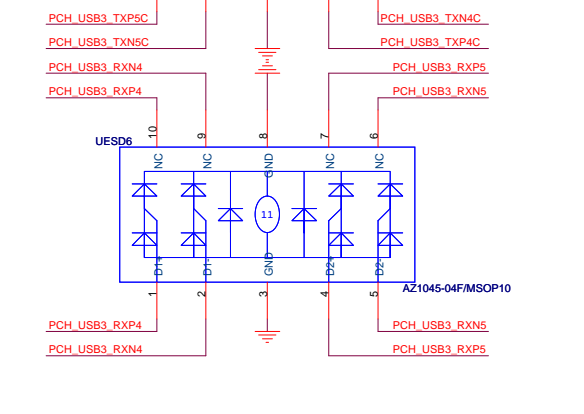 PCH_USB3_TXP5C PCH_USB3_TXN4C
PCH_USB3_TXN5C PCH_USB3_TXP4C
PCH_USB3_RXN4 PCH_USB3_RXP5
PCH_USB3_RXP4 PCH_USB3_RXN5
UESD6
10 9 8 7 6
NC NC GND NC NC
11
D1+ D1- GND D2+ D2-
1 2 3 4 5
AZ1045-04F/MSOP10
PCH_USB3_RXP4 PCH_USB3_RXN5
PCH_USB3_RXN4 PCH_USB3_RXP5